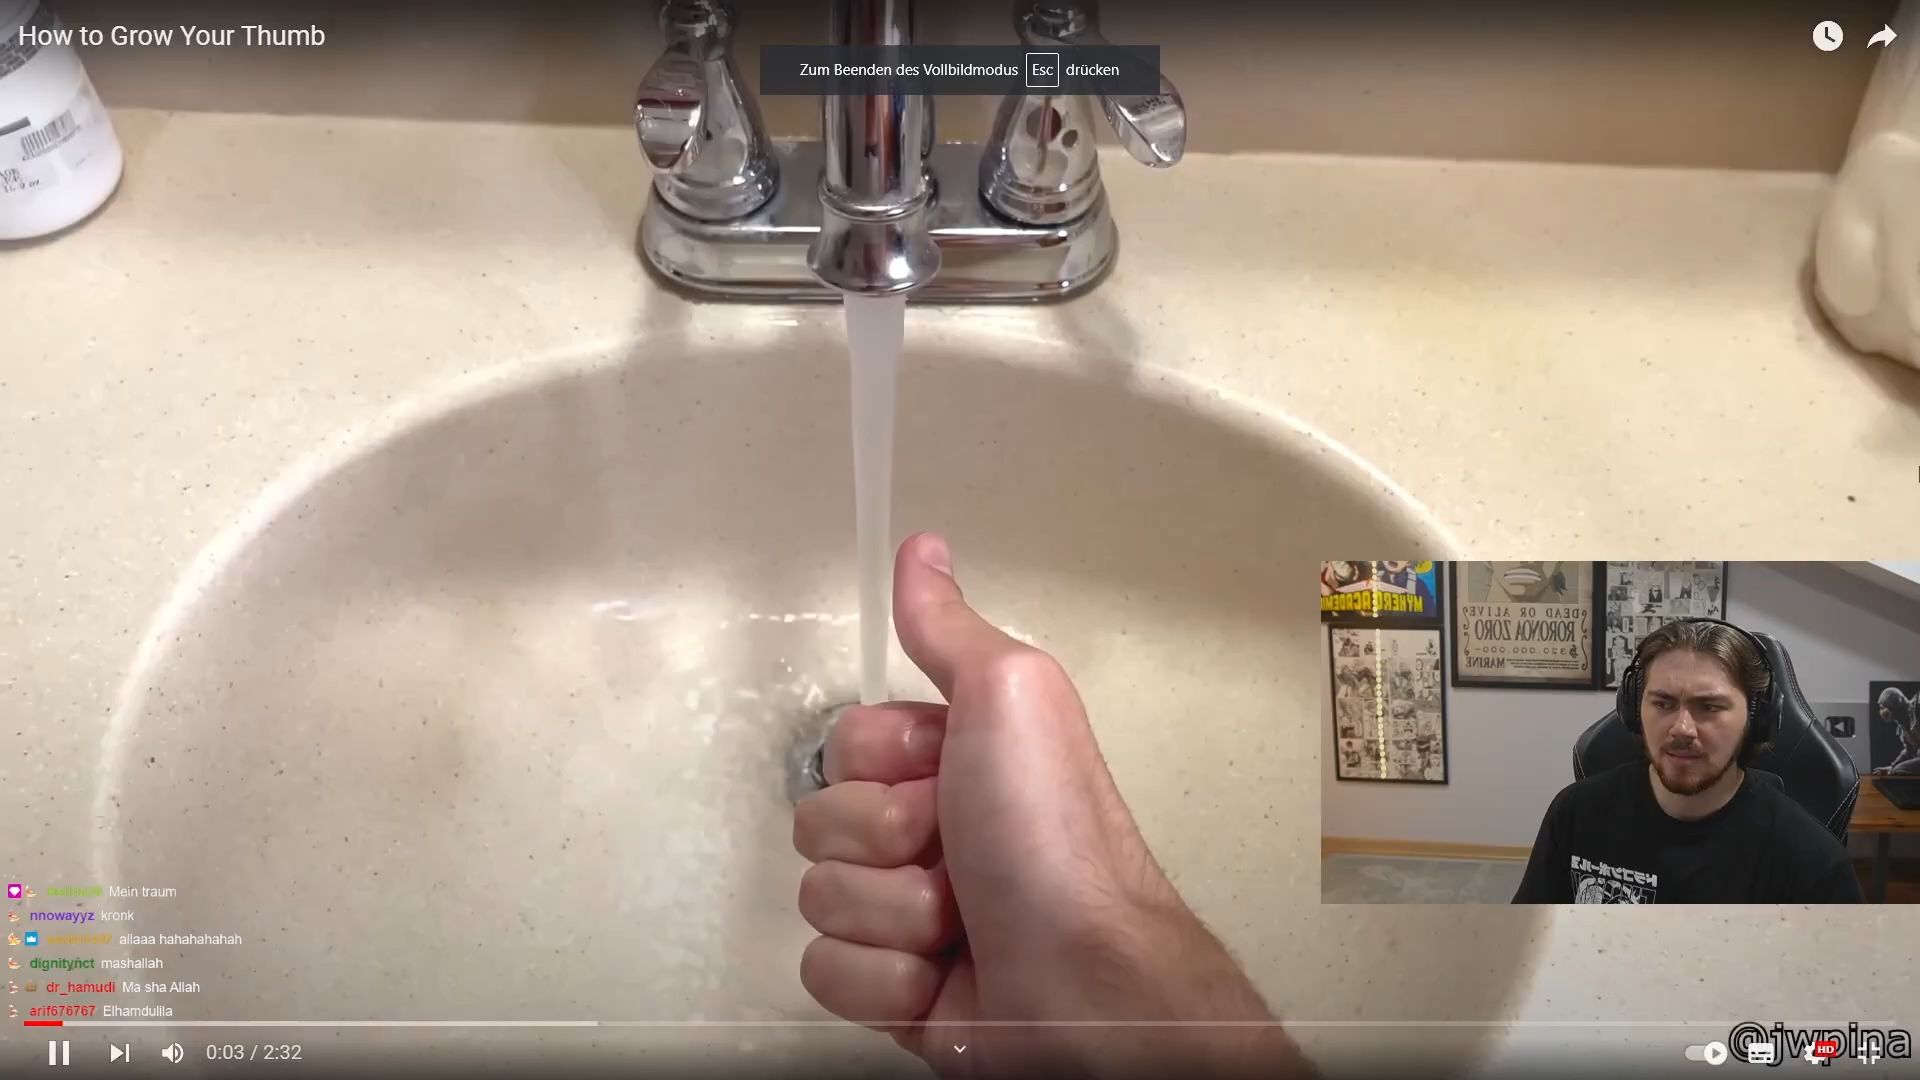 How to Grow Your Thumb
Zum Beenden des Vollbildmodus Esc drücken
MY HERO ACADEMIA
DEAD OR ALIVE
RORONOA ZORO
MARINE
Mein traum
nnowayyz kronk
allaaa hahahahahah
dignitynct mashallah
dr_hamudi Ma sha Allah
arif676767 Elhamdulila
0:03 / 2:32
HD
@jwpina